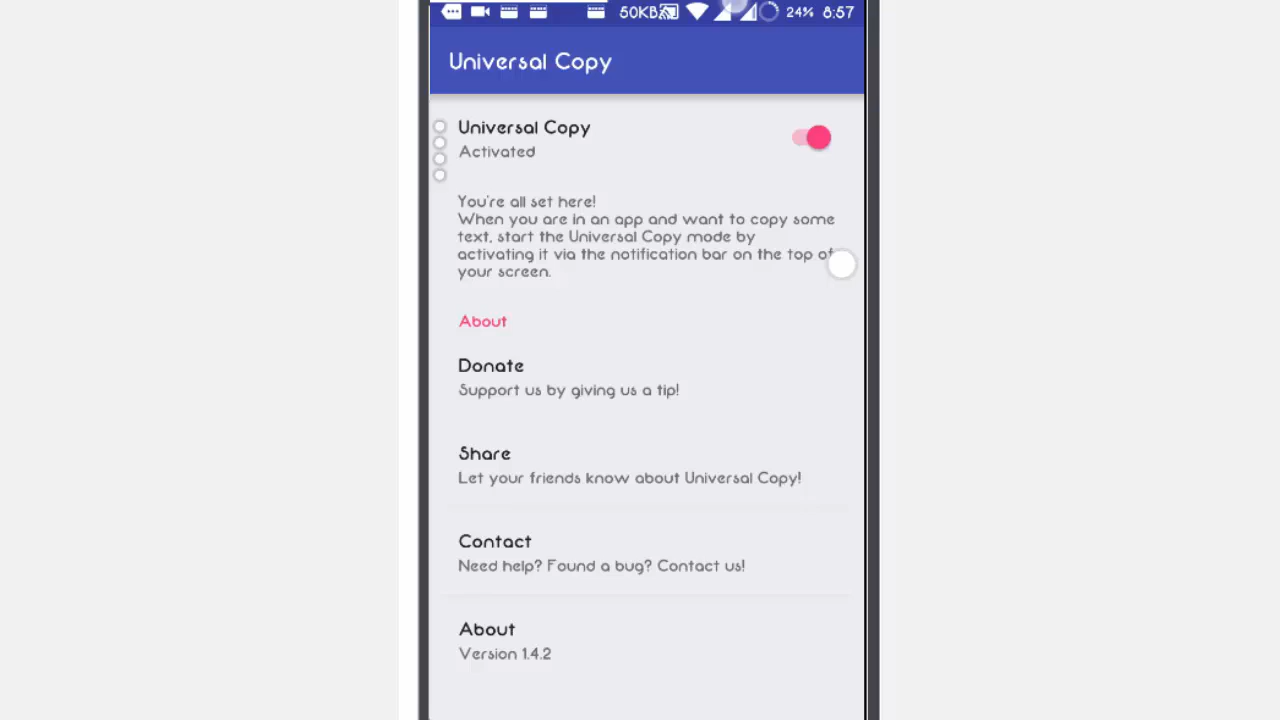 50KB 24% 8:57
Universal Copy
Universal Copy
Activated
You're all set here!
When you are in an app and want to copy some
text, start the Universal Copy mode by
activating it via the notification bar on the top of
your screen.
About
Donate
Support us by giving us a tip!
Share
Let your friends know about Universal Copy!
Contact
Need help? Found a bug? Contact us!
About
Version 1.4.2